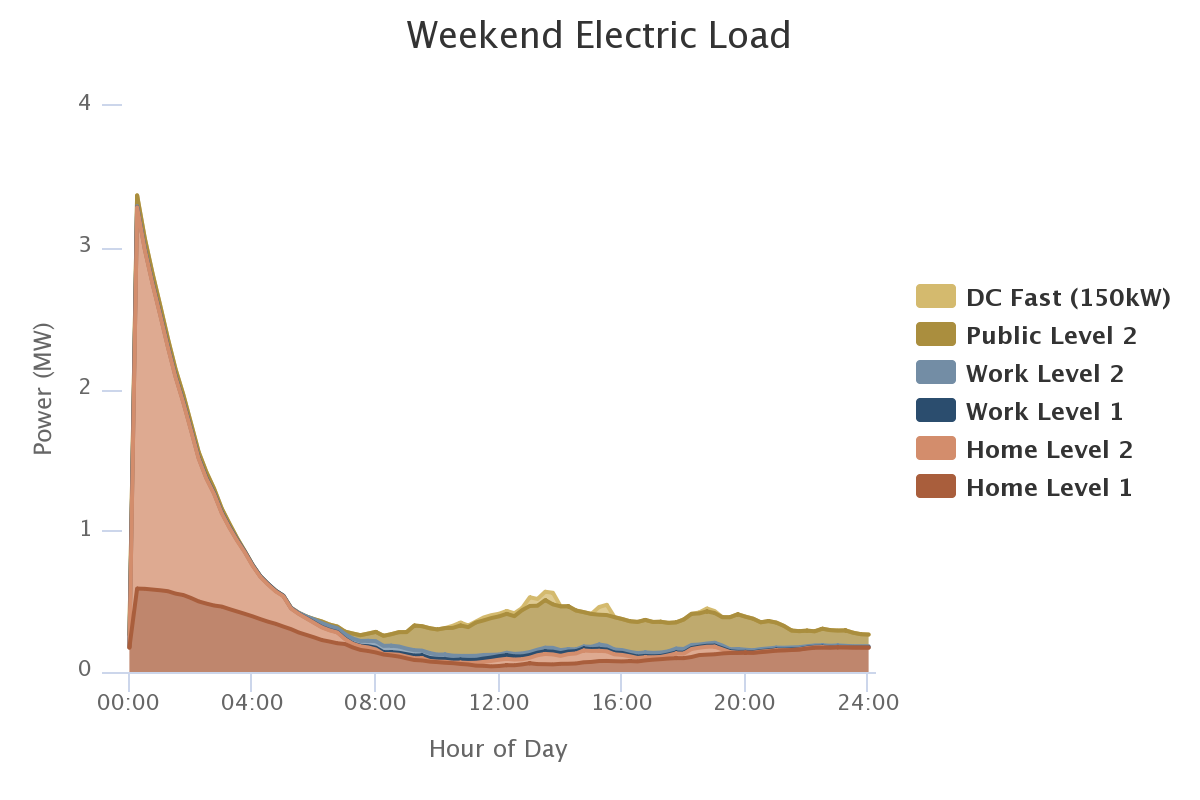 Weekend Electric Load
4
3
2
1
0
Power (MW)
00:00 04:00 08:00 12:00 16:00 20:00 24:00
Hour of Day
DC Fast (150kW)
Public Level 2
Work Level 2
Work Level 1
Home Level 2
Home Level 1